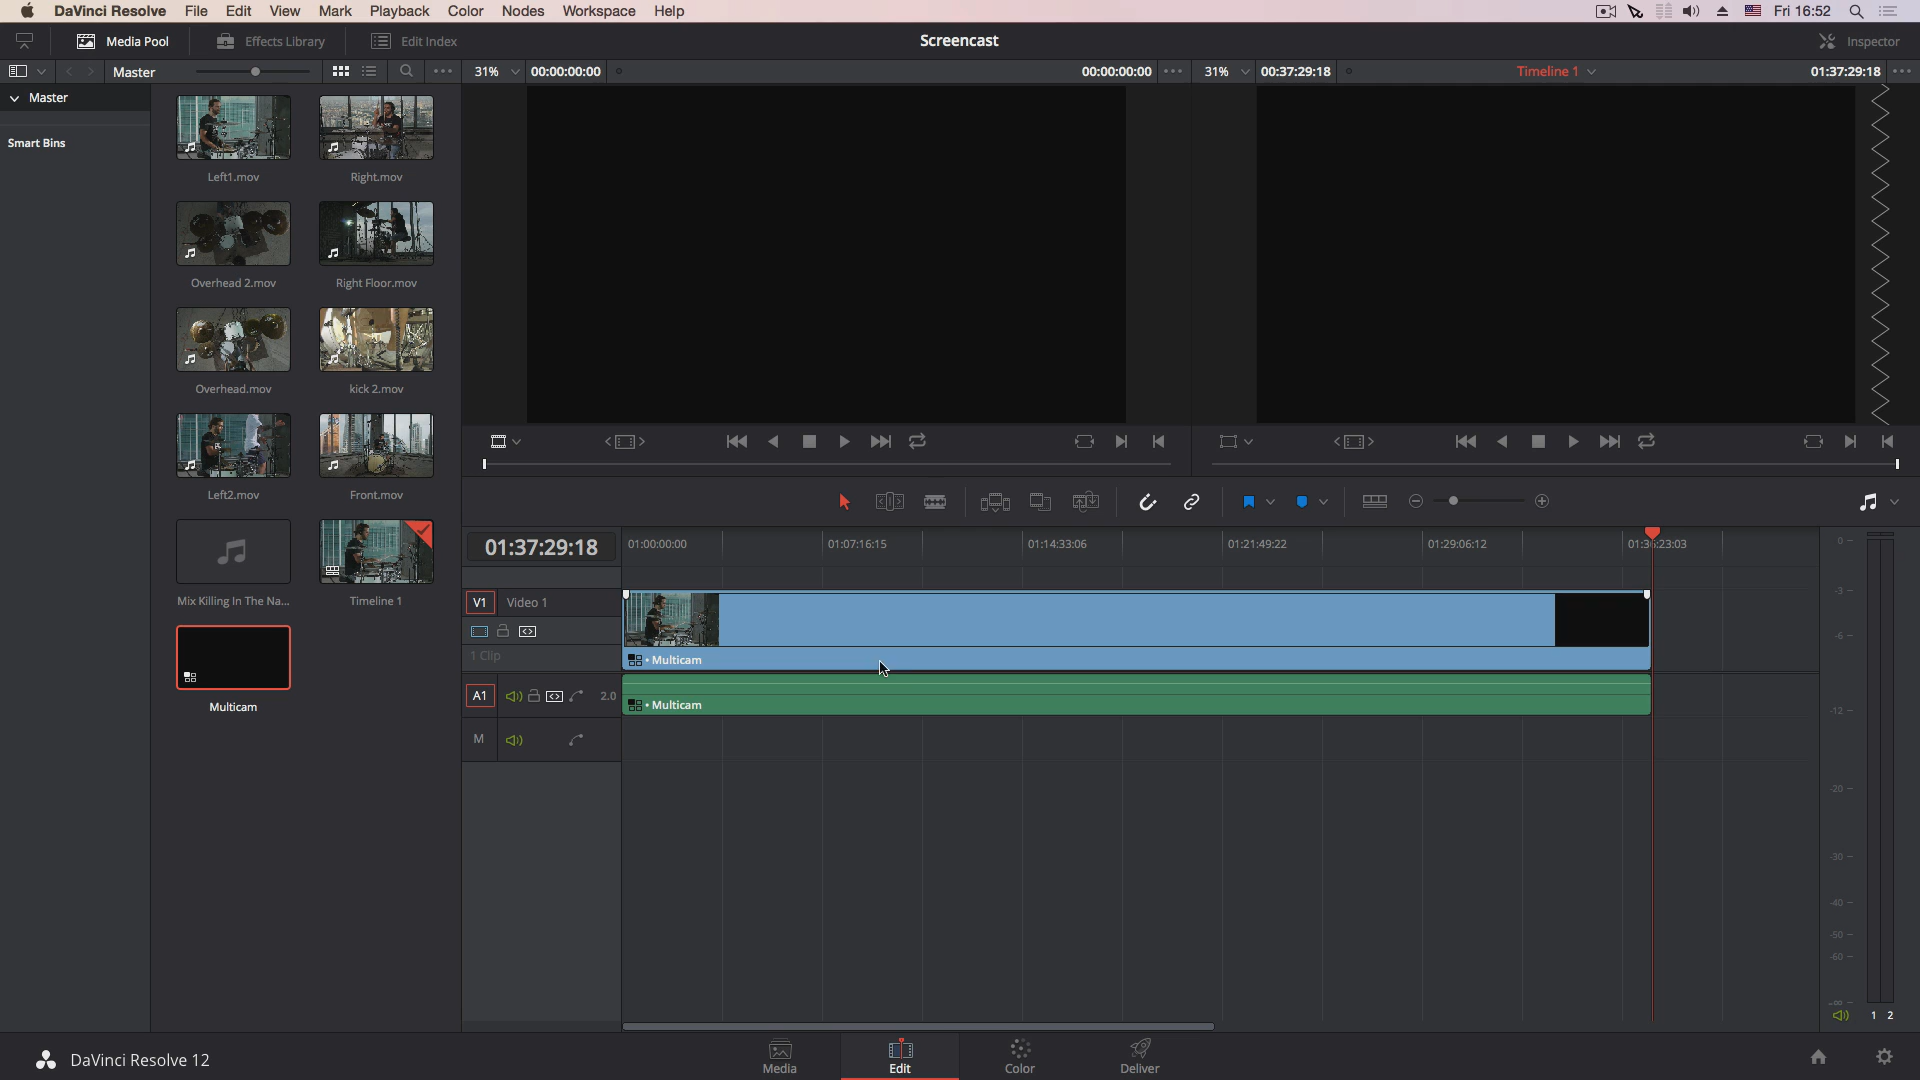 DaVinci Resolve File Edit View Mark Playback Color Nodes Workspace Help Fri 16:52
Media Pool Effects Library Edit Index Screencast Inspector
Master 31% 00:00:00:00 00:00:00:00 31% 00:37:29:18 Timeline 1 01:37:29:18
Master
Smart Bins
Left1.mov Right.mov
Overhead 2.mov Right Floor.mov
Overhead.mov kick 2.mov
Left2.mov Front.mov
Mix Killing In The Na... Timeline 1
Multicam
01:37:29:18 01:00:00:00 01:07:16:15 01:14:33:06 01:21:49:22 01:29:06:12
V1 Video 1
1 Clip
• Multicam
A1 2.0
• Multicam
M
0
-3
-6
-12
-20
-30
-40
-50
-60
-∞
1 2
DaVinci Resolve 12
Media Edit Color Deliver